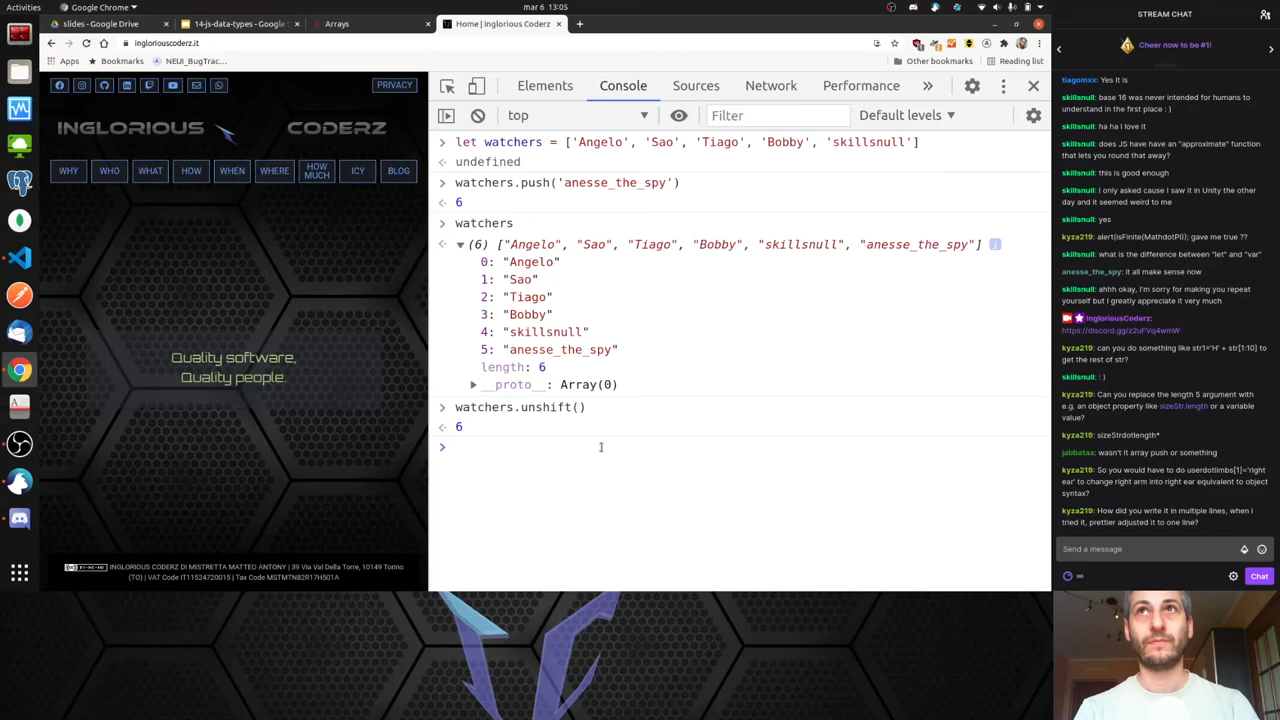 Activities
Google Chrome
mar 6 13:05
slides - Google Drive
14-js-data-types - Google S
Arrays
Home | Inglorious Coderz
ingloriouscoderz.it
Apps
Bookmarks
NEUI_BugTrac...
Other bookmarks
Reading list
PRIVACY
INGLORIOUS CODERZ
WHY
WHO
WHAT
HOW
WHEN
WHERE
HOW MUCH
ICY
BLOG
Quality software,
Quality people.
INGLORIOUS CODERZ DI MISTRETTA MATTEO ANTONY | 39 Via Val Della Torre, 10149 Torino
(TO) | VAT Code IT11524720015 | Tax Code MSTMTN82R17H501A
Elements
Console
Sources
Network
Performance
top
Filter
Default levels
let watchers = ['Angelo', 'Sao', 'Tiago', 'Bobby', 'skillsnull']
undefined
watchers.push('anesse_the_spy')
6
watchers
(6) ["Angelo", "Sao", "Tiago", "Bobby", "skillsnull", "anesse_the_spy"]
0: "Angelo"
1: "Sao"
2: "Tiago"
3: "Bobby"
4: "skillsnull"
5: "anesse_the_spy"
length: 6
__proto__: Array(0)
watchers.unshift()
6
STREAM CHAT
Cheer now to be #1!
tiagomxx: Yes It is
skillsnull: base 16 was never intended for humans to
understand in the first place : )
skillsnull: ha ha I love it
skillsnull: does JS have have an "approximate" function
that lets you round that away?
skillsnull: this is good enough
skillsnull: I only asked cause I saw it in Unity the other
day and it seemed weird to me
skillsnull: yes
kyza219: alert(isFinite(MathdotPI)); gave me true ??
skillsnull: what is the difference between "let" and "var"
anesse_the_spy: it all make sense now
skillsnull: ahhh okay, I'm sorry for making you repeat
yourself but I greatly appreciate it very much
IngloriousCoderz:
https://discord.gg/z2uFVq4wmW
kyza219: can you do something like str1='H' + str[1:10] to
get the rest of str?
skillsnull: : )
kyza219: Can you replace the length 5 argument with
e.g. an object property like sizeStr.length or a variable
value?
kyza219: sizeStrdotlength*
jabbataa: wasn't it array push or something
kyza219: So you would have to do userdotlimbs[1]='right
ear' to change right arm into right ear equivalent to object
syntax?
kyza219: How did you write it in multiple lines, when i
tried it, prettier adjusted it to one line?
Send a message
Chat